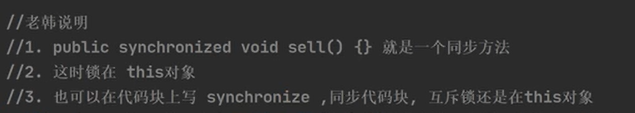 //老韩说明
//1. public synchronized void sell() {} 就是一个同步方法
//2. 这时锁在 this对象
//3. 也可以在代码块上写 synchronize ,同步代码块, 互斥锁还是在this对象